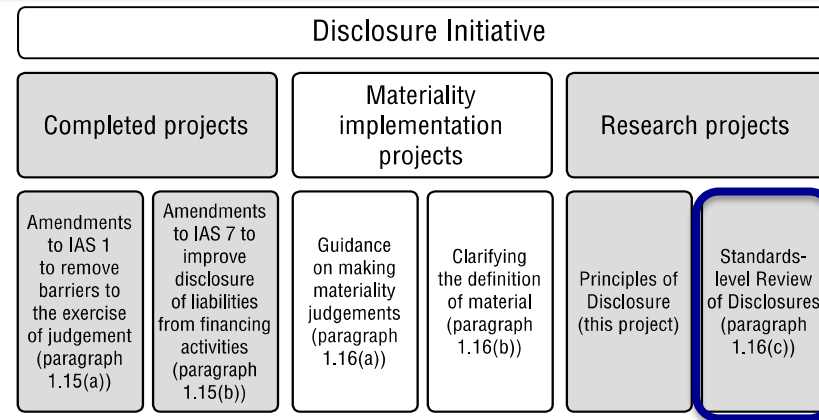 Disclosure Initiative
Completed projects
Materiality
implementation
projects
Research projects
Amendments
to IAS 1
to remove
barriers to
the exercise
of judgement
(paragraph
1.15(a))
Amendments
to IAS 7 to
improve
disclosure
of liabilities
from financing
activities
(paragraph
1.15(b))
Guidance
on making
materiality
judgements
(paragraph
1.16(a))
Clarifying
the definition
of material
(paragraph
1.16(b))
Principles of
Disclosure
(this project)
Standards-
level Review
of Disclosures
(paragraph
1.16(c))